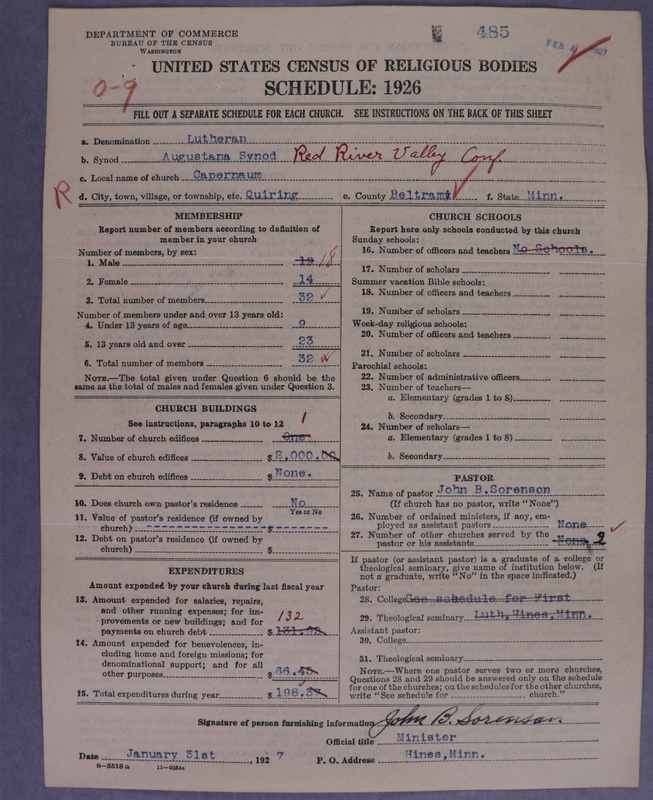 DEPARTMENT OF COMMERCE
BUREAU OF THE CENSUS
WASHINGTON
485
FEB 4 1927
UNITED STATES CENSUS OF RELIGIOUS BODIES
SCHEDULE: 1926
0-9
FILL OUT A SEPARATE SCHEDULE FOR EACH CHURCH. SEE INSTRUCTIONS ON THE BACK OF THIS SHEET
a. Denomination Lutheran
b. Synod Augustana Synod Red River Valley Conf.
c. Local name of church Capernaum
R
d. City, town, village, or township, etc. Quiring e. County Beltrami f. State Minn.
MEMBERSHIP
Report number of members according to definition of
member in your church
Number of members, by sex:
1. Male 19 18
2. Female 14
3. Total number of members 32
Number of members under and over 13 years old:
4. Under 13 years of age 9
5. 13 years old and over 23
6. Total number of members 32
NOTE.—The total given under Question 6 should be the
same as the total of males and females given under Question 3.
CHURCH BUILDINGS
See instructions, paragraphs 10 to 12
7. Number of church edifices One 1
8. Value of church edifices $2,000.00
9. Debt on church edifices $None.
10. Does church own pastor's residence No
Yes or No
11. Value of pastor's residence (if owned by
church) $
12. Debt on pastor's residence (if owned by
church) $
EXPENDITURES
Amount expended by your church during last fiscal year
13. Amount expended for salaries, repairs,
and other running expenses; for im-
provements or new buildings; and for 132
payments on church debt $131.92
14. Amount expended for benevolences, in-
cluding home and foreign missions; for
denominational support; and for all
other purposes $66.45
15. Total expenditures during year $198.37
CHURCH SCHOOLS
Report here only schools conducted by this church
Sunday schools:
16. Number of officers and teachers No Schools.
17. Number of scholars
Summer vacation Bible schools:
18. Number of officers and teachers
19. Number of scholars
Week-day religious schools:
20. Number of officers and teachers
21. Number of scholars
Parochial schools:
22. Number of administrative officers
23. Number of teachers—
a. Elementary (grades 1 to 8)
b. Secondary
24. Number of scholars—
a. Elementary (grades 1 to 8)
b. Secondary
PASTOR
25. Name of pastor John B.Sorenson
(If church has no pastor, write "None")
26. Number of ordained ministers, if any, em-
ployed as assistant pastors None
27. Number of other churches served by the
pastor or his assistants None 2
If pastor (or assistant pastor) is a graduate of a college or
theological seminary, give name of institution below. (If
not a graduate, write "No" in the space indicated.)
Pastor:
28. College See schedule for First
29. Theological seminary Luth,Hines,Minn.
Assistant pastor:
30. College
31. Theological seminary
NOTE.—Where one pastor serves two or more churches,
Questions 28 and 29 should be answered only on the schedule
for one of the churches; on the schedules for the other churches,
write "See schedule for church."
Signature of person furnishing information John B. Sorenson
Official title Minister
Date January 31st , 1927 P. O. Address Hines,Minn.
8—5518a 11—9034c